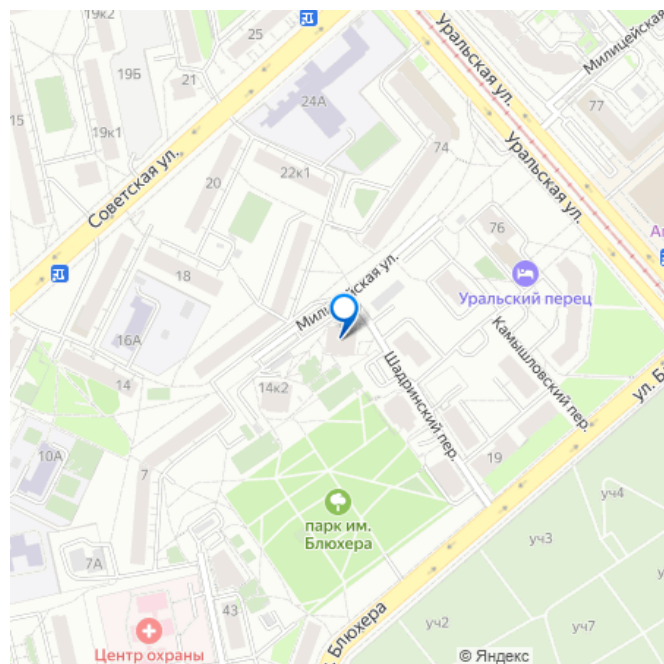 19к2
25
Уральская ул.
Милицейская
19Б
21
77
24А
15
19к1
74
Уральская ул.
22к1
20
Советская ул.
76
18
Милицейская ул.
Уральский перец
16А
Камышловский пер.
14
14к2
Шадринский пер.
10А
7
19
уч4
парк им.
Блюхера
уч3
7А
43
Блюхера
уч2
уч7
Центр охраны
© Яндекс